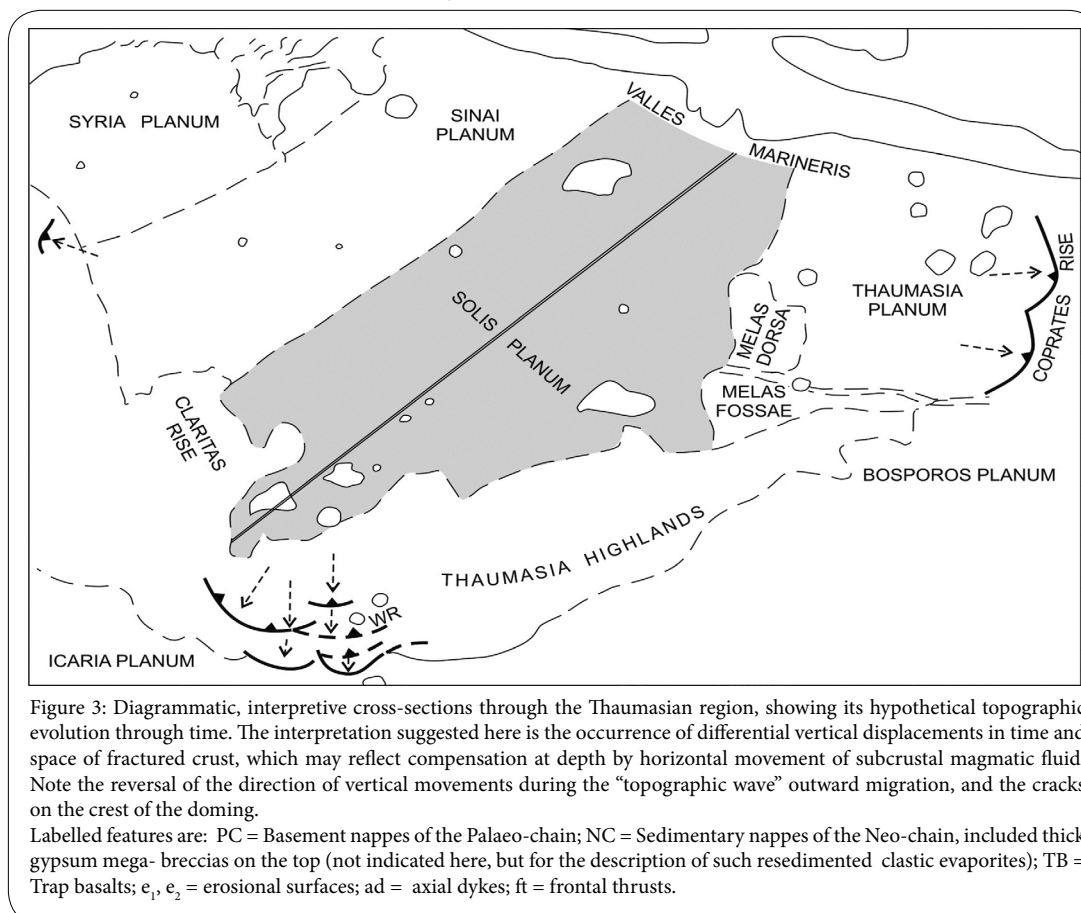 VALLES
SYRIA PLANUM
SINAI
PLANUM
MARINERIS
RISE
THAUMASIA
PLANUM
SOLIS
PLANUM
MELAS
DORSA
COPRATES
MELAS
FOSSAE
CLARITAS
RISE
BOSPOROS PLANUM
THAUMASIA HIGHLANDS
WR
ICARIA PLANUM
Figure 3: Diagrammatic, interpretive cross-sections through the Thaumasian region, showing its hypothetical topographic
evolution through time. The interpretation suggested here is the occurrence of differential vertical displacements in time and
space of fractured crust, which may reflect compensation at depth by horizontal movement of subcrustal magmatic fluid.
Note the reversal of the direction of vertical movements during the “topographic wave” outward migration, and the cracks
on the crest of the doming.
Labelled features are: PC = Basement nappes of the Palaeo-chain; NC = Sedimentary nappes of the Neo-chain, included thick
gypsum mega- breccias on the top (not indicated here, but for the description of such resedimented clastic evaporites); TB =
Trap basalts; e₁, e₂ = erosional surfaces; ad = axial dykes; ft = frontal thrusts.